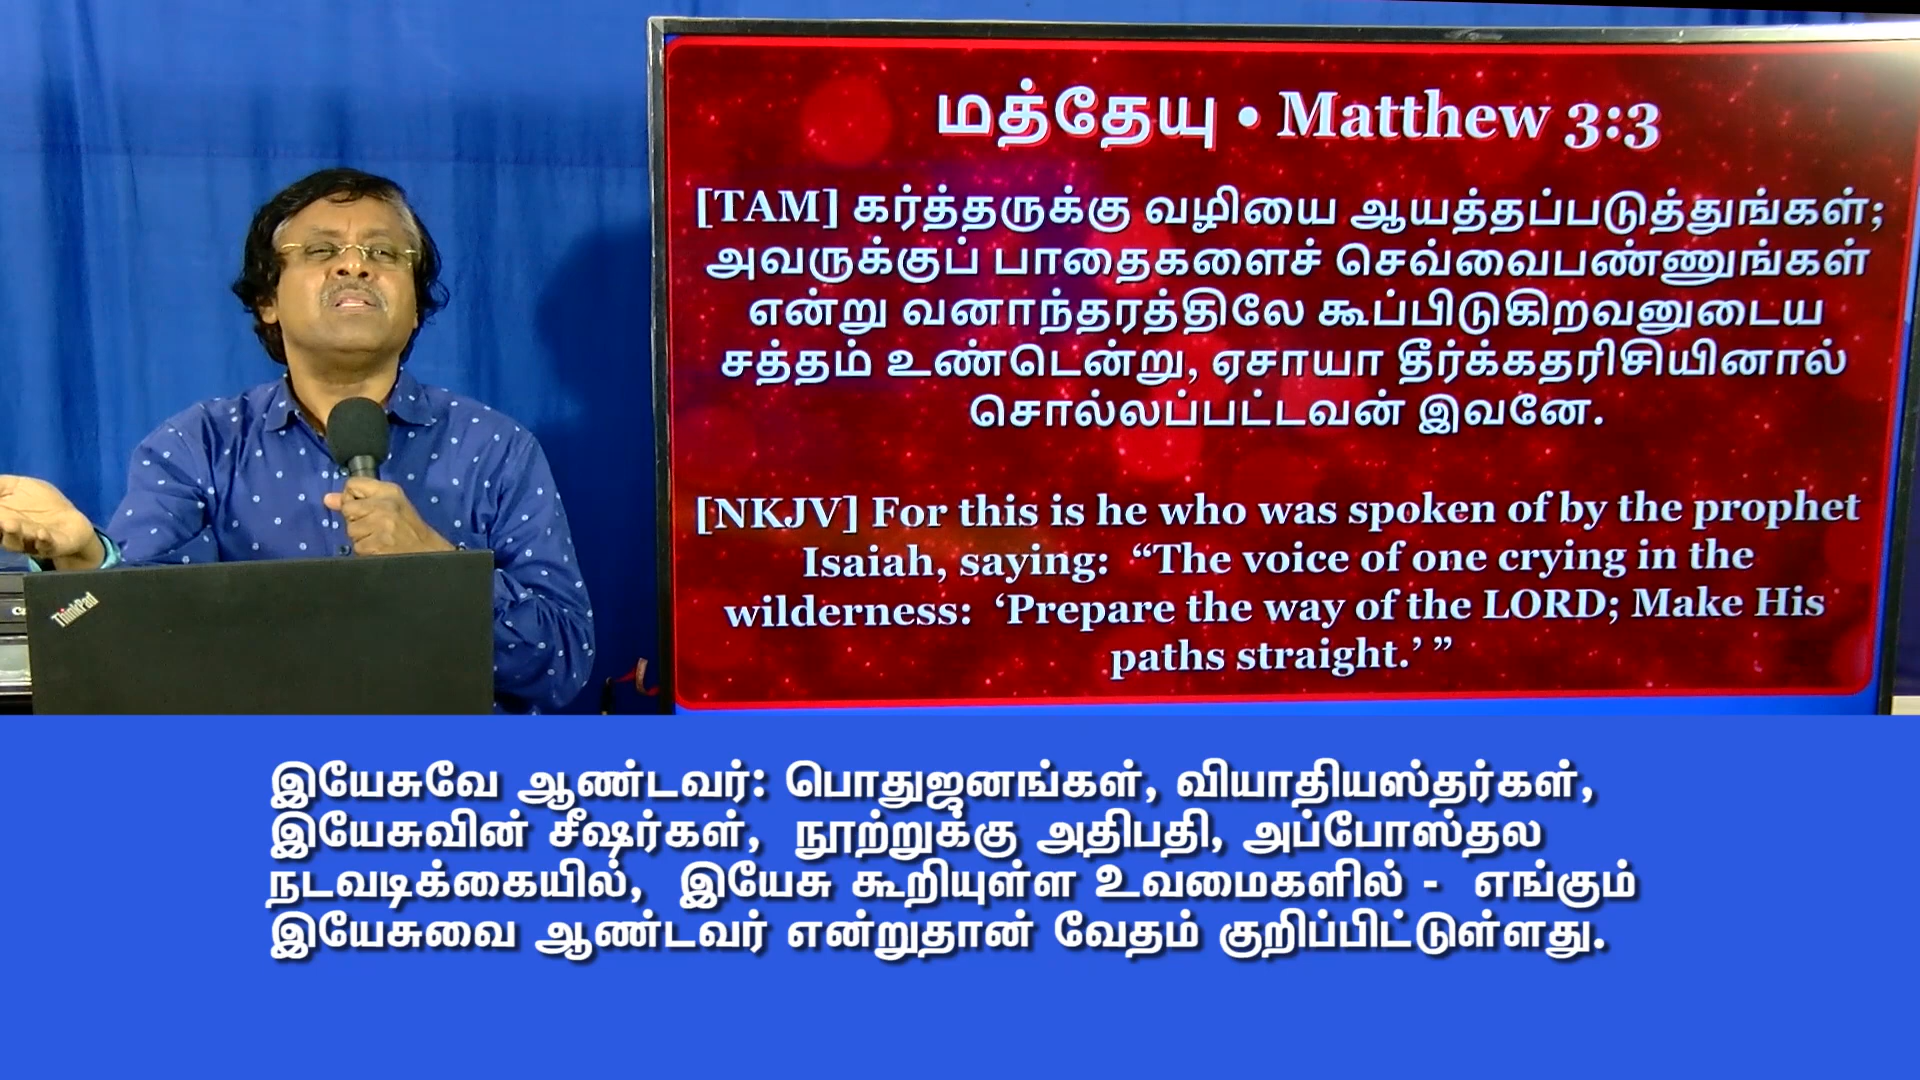 மத்தேயு • Matthew 3:3
[TAM] கர்த்தருக்கு வழியை ஆயத்தப்படுத்துங்கள்;
அவருக்குப் பாதைகளைச் செவ்வைபண்ணுங்கள்
என்று வனாந்தரத்திலே கூப்பிடுகிறவனுடைய
சத்தம் உண்டென்று, ஏசாயா தீர்க்கதரிசியினால்
சொல்லப்பட்டவன் இவனே.
[NKJV] For this is he who was spoken of by the prophet
Isaiah, saying: “The voice of one crying in the
wilderness: ‘Prepare the way of the LORD; Make His
paths straight.’ ”
ThinkPad
இயேசுவே ஆண்டவர்: பொதுஜனங்கள், வியாதியஸ்தர்கள்,
இயேசுவின் சீஷர்கள், நூற்றுக்கு அதிபதி, அப்போஸ்தல
நடவடிக்கையில், இயேசு கூறியுள்ள உவமைகளில் - எங்கும்
இயேசுவை ஆண்டவர் என்றுதான் வேதம் குறிப்பிட்டுள்ளது.